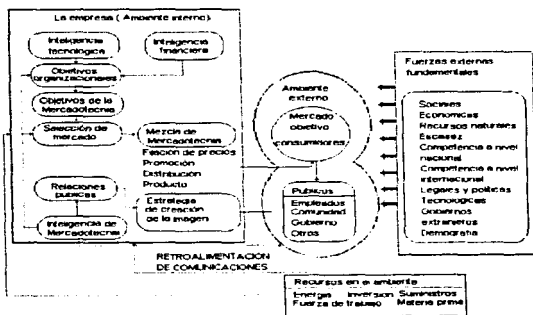 La empresa ( Ambiente interno)
Inteligencia
tecnologica
Inteligencia
financiera
Objetivos
organizacionales
Objetivos de la
Mercadotecnia
Selección de
mercado
Mezcla de
Mercadotecnia
Fijación de precios
Promoción
Distribución
Producto
Relaciones
publicas
Estrategia
de creación
de la imagen
Inteligencia de
Mercadotecnia
Ambiente
externo
Mercado
objetivo
consumidores
Publicos
Empleados
Comunidad
Gobierno
Otros
Fuerzas externas
fundamentales
Sociales
Economicas
Recursos naturales
Escasez
Competencia a nivel
nacional
Competencia a nivel
internacional
Legales y politicas
Tecnologicas
Gobiernos
extranjeros
Demografia
RETROALIMENTACION
DE COMUNICACIONES
Recursos en el ambiente
Energia Inversion Suministros
Fuerza de trabajo Materia prima